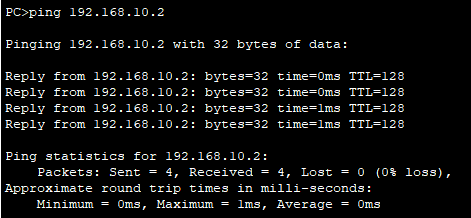 PC>ping 192.168.10.2
Pinging 192.168.10.2 with 32 bytes of data:
Reply from 192.168.10.2: bytes=32 time=0ms TTL=128
Reply from 192.168.10.2: bytes=32 time=0ms TTL=128
Reply from 192.168.10.2: bytes=32 time=1ms TTL=128
Reply from 192.168.10.2: bytes=32 time=1ms TTL=128
Ping statistics for 192.168.10.2:
Packets: Sent = 4, Received = 4, Lost = 0 (0% loss),
Approximate round trip times in milli-seconds:
Minimum = 0ms, Maximum = 1ms, Average = 0ms